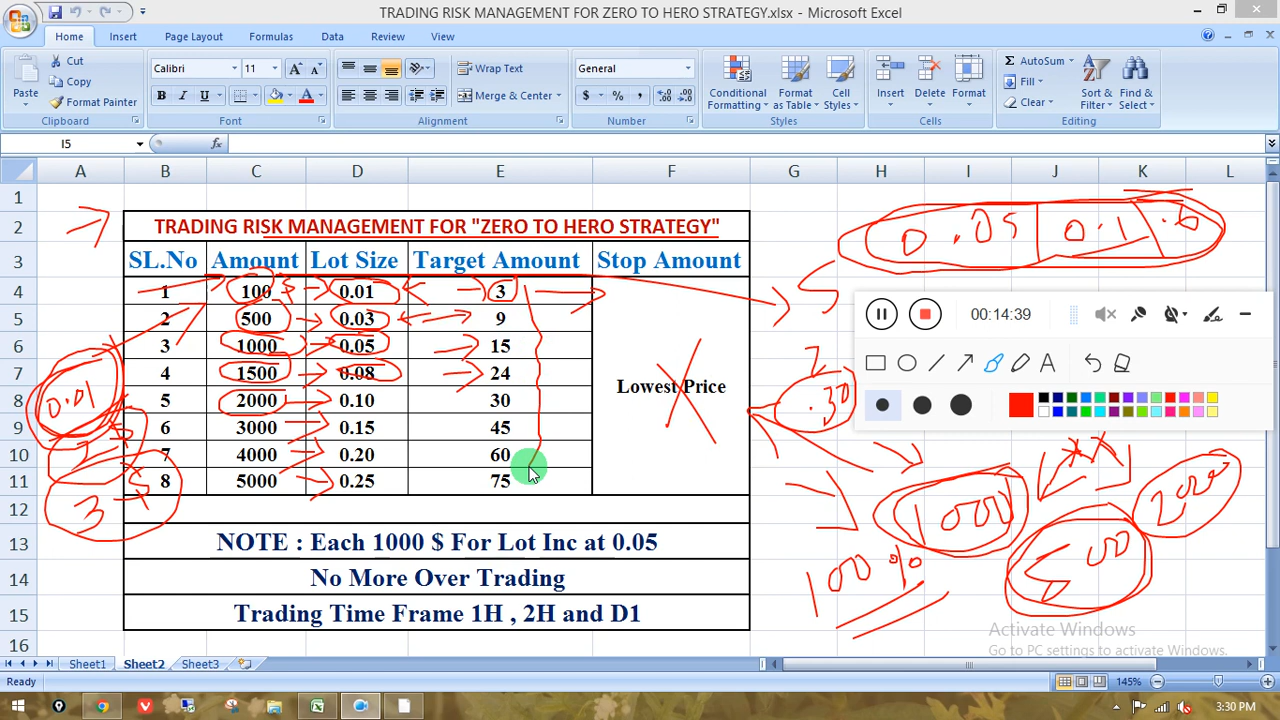 TRADING RISK MANAGEMENT FOR ZERO TO HERO STRATEGY.xlsx - Microsoft Excel
Home Insert Page Layout Formulas Data Review View
Cut
Copy
Format Painter
Paste
Clipboard
Calibri 11
B I U
Font
Wrap Text
Merge & Center
Alignment
General
$ % ,
Number
Conditional Formatting
Format as Table
Cell Styles
Styles
Insert Delete Format
Cells
AutoSum
Fill
Clear
Sort & Filter
Find & Select
Editing
I5 fx
A B C D E F G H I J K L
1
2 TRADING RISK MANAGEMENT FOR "ZERO TO HERO STRATEGY" 0.05 0.1
3 SL.No Amount Lot Size Target Amount Stop Amount
4 1 100 $ 0.01 3
5 2 500 0.03 9
00:14:39
6 3 1000 0.05 15
7 4 1500 0.08 24
Lowest Price
8 5 2000 0.10 30
0.01 .30
9 6 3000 0.15 45
10 7 4000 0.20 60
11 8 5000 0.25 75
3 $ 1000 2000
12
13 NOTE : Each 1000 $ For Lot Inc at 0.05
100 %
14 No More Over Trading
15 Trading Time Frame 1H , 2H and D1
Activate Windows
Go to PC settings to activate Windows.
16
Sheet1 Sheet2 Sheet3
Ready 145%
3:30 PM